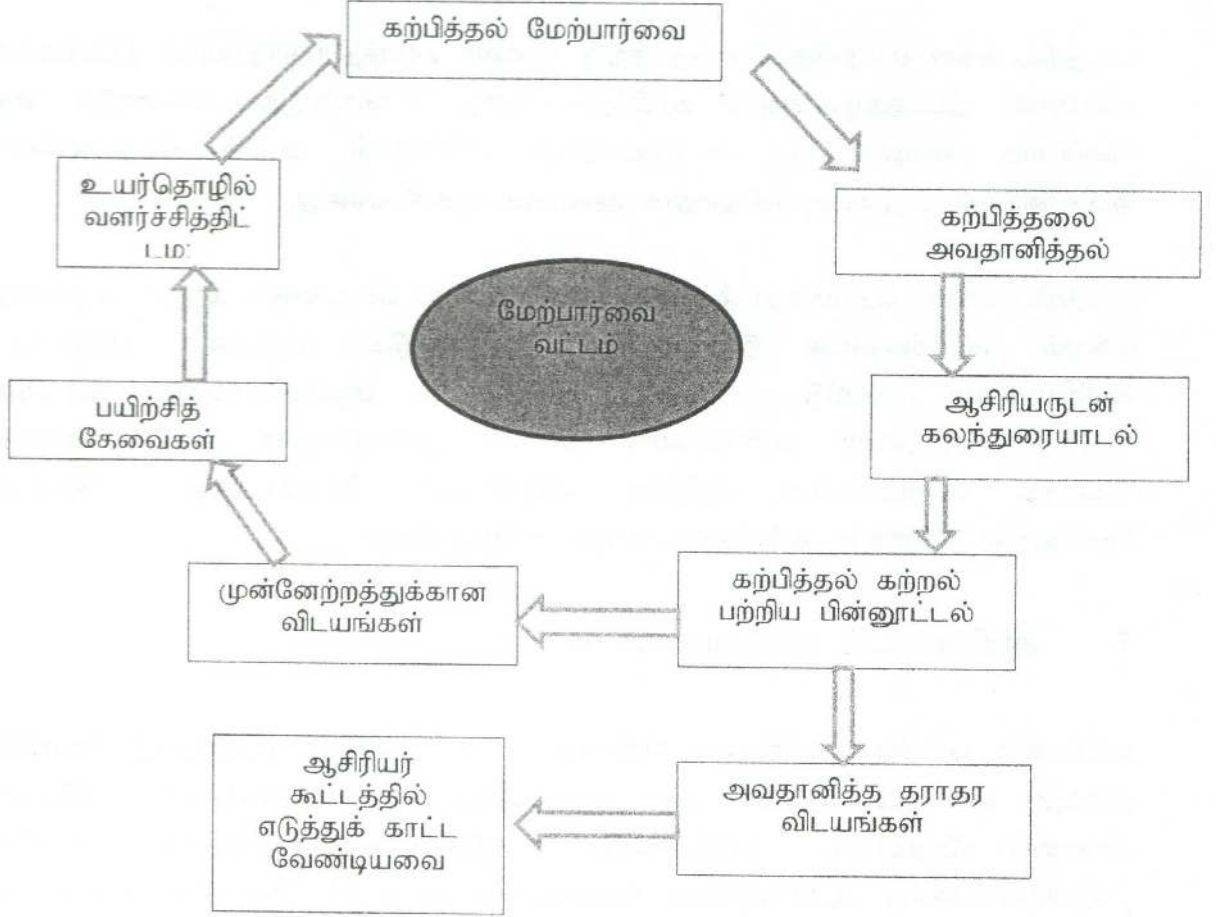 கற்பித்தல் மேற்பார்வை
உயர்தொழில்
வளர்ச்சித்திட்
டம:
கற்பித்தலை
அவதானித்தல்
மேற்பார்வை
வட்டம்
பயிற்சித்
தேவைகள்
ஆசிரியருடன்
கலந்துரையாடல்
முன்னேற்றத்துக்கான
விடயங்கள்
கற்பித்தல் கற்றல்
பற்றிய பின்னூட்டல்
ஆசிரியர்
கூட்டத்தில்
எடுத்துக் காட்ட
வேண்டியவை
அவதானித்த தராதர
விடயங்கள்